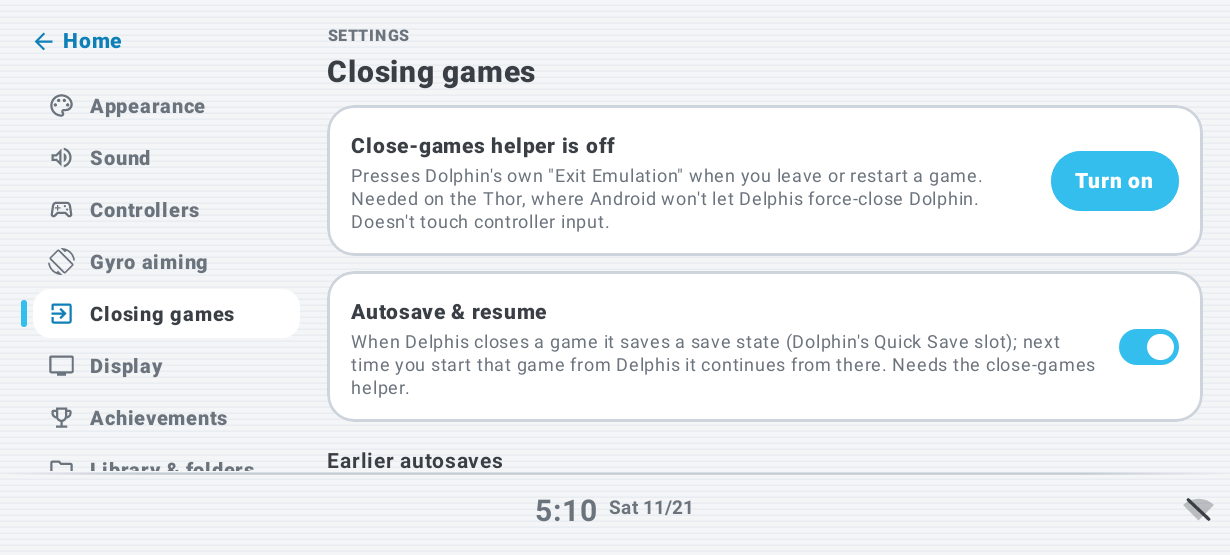 Home
Appearance
Sound
Controllers
Gyro aiming
Closing games
Display
Achievements
Library & folders
SETTINGS
Closing games
Close-games helper is off
Presses Dolphin's own "Exit Emulation" when you leave or restart a game.
Needed on the Thor, where Android won't let Delphis force-close Dolphin.
Doesn't touch controller input.
Turn on
Autosave & resume
When Delphis closes a game it saves a save state (Dolphin's Quick Save slot); next
time you start that game from Delphis it continues from there. Needs the close-games
helper.
Earlier autosaves
5:10 Sat 11/21